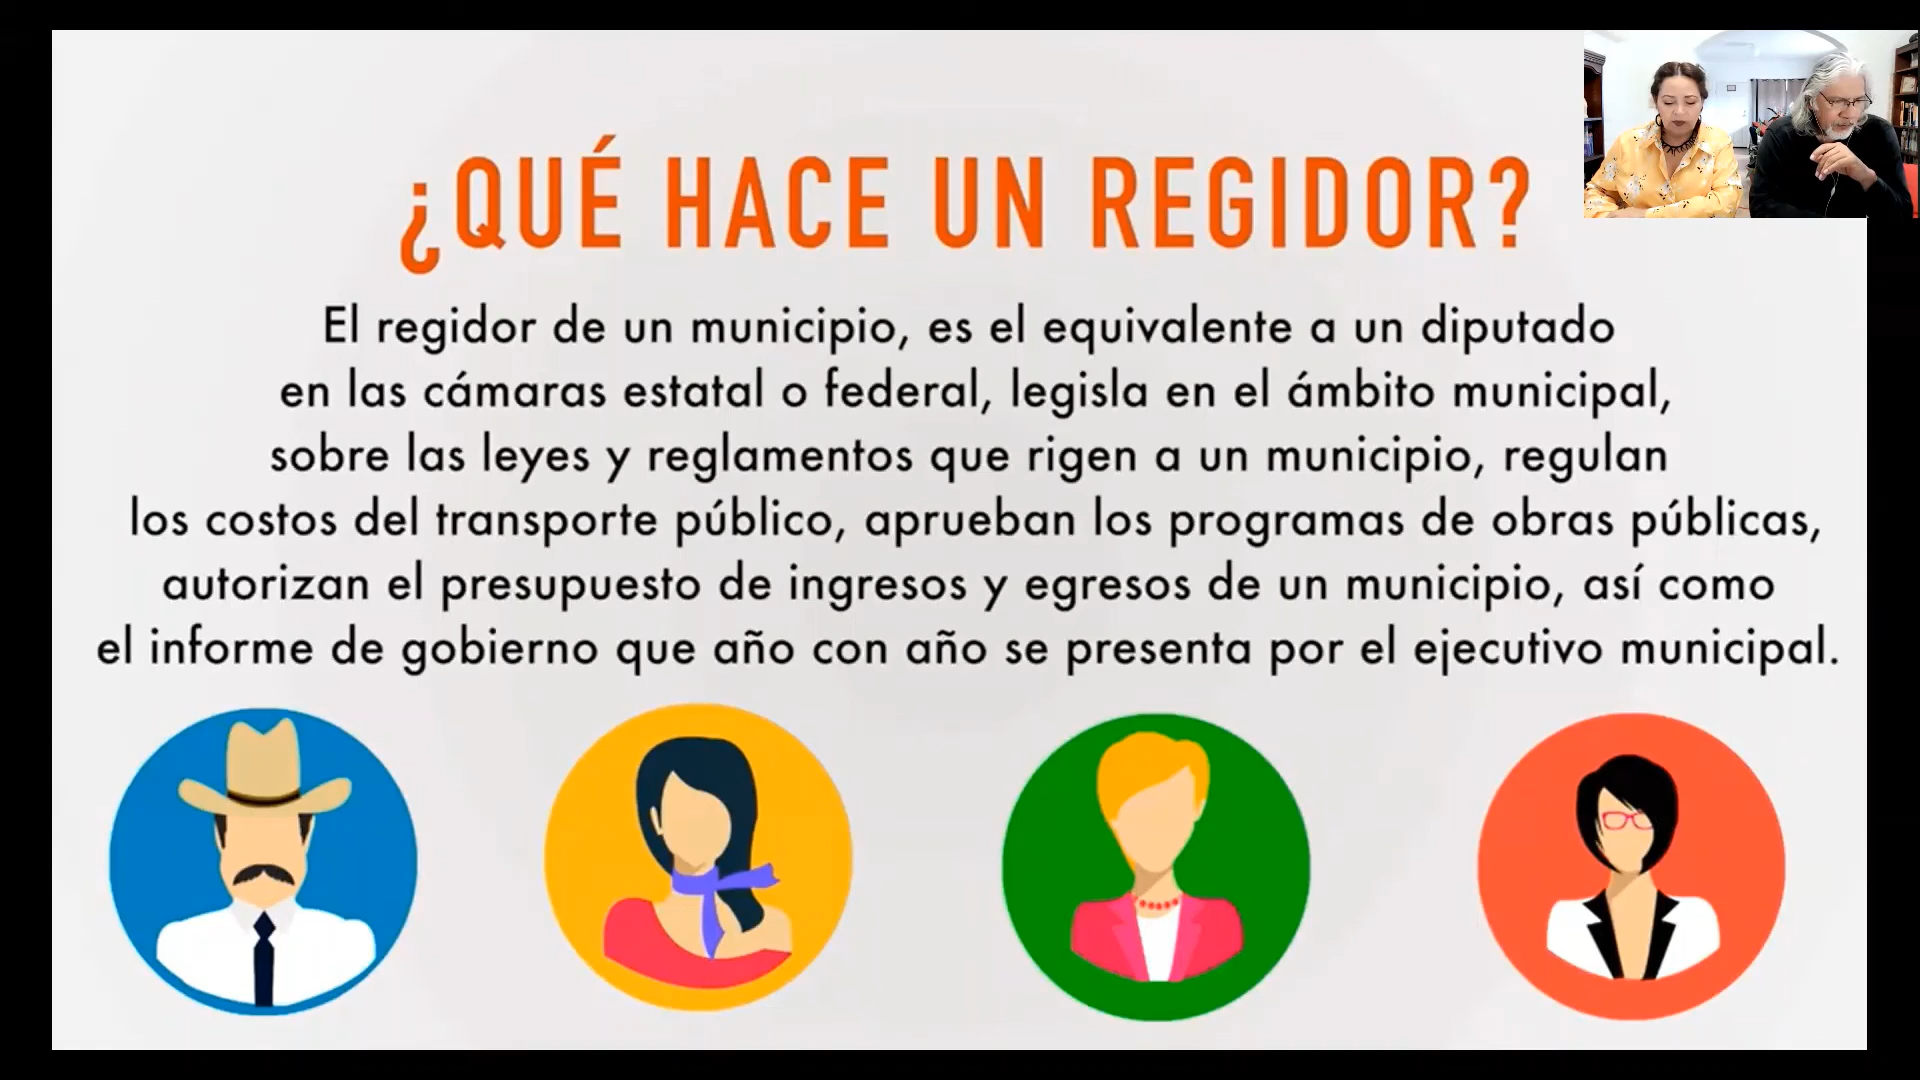 ¿QUÉ HACE UN REGIDOR?
El regidor de un municipio, es el equivalente a un diputado
en las cámaras estatal o federal, legisla en el ámbito municipal,
sobre las leyes y reglamentos que rigen a un municipio, regulan
los costos del transporte público, aprueban los programas de obras públicas,
autorizan el presupuesto de ingresos y egresos de un municipio, así como
el informe de gobierno que año con año se presenta por el ejecutivo municipal.